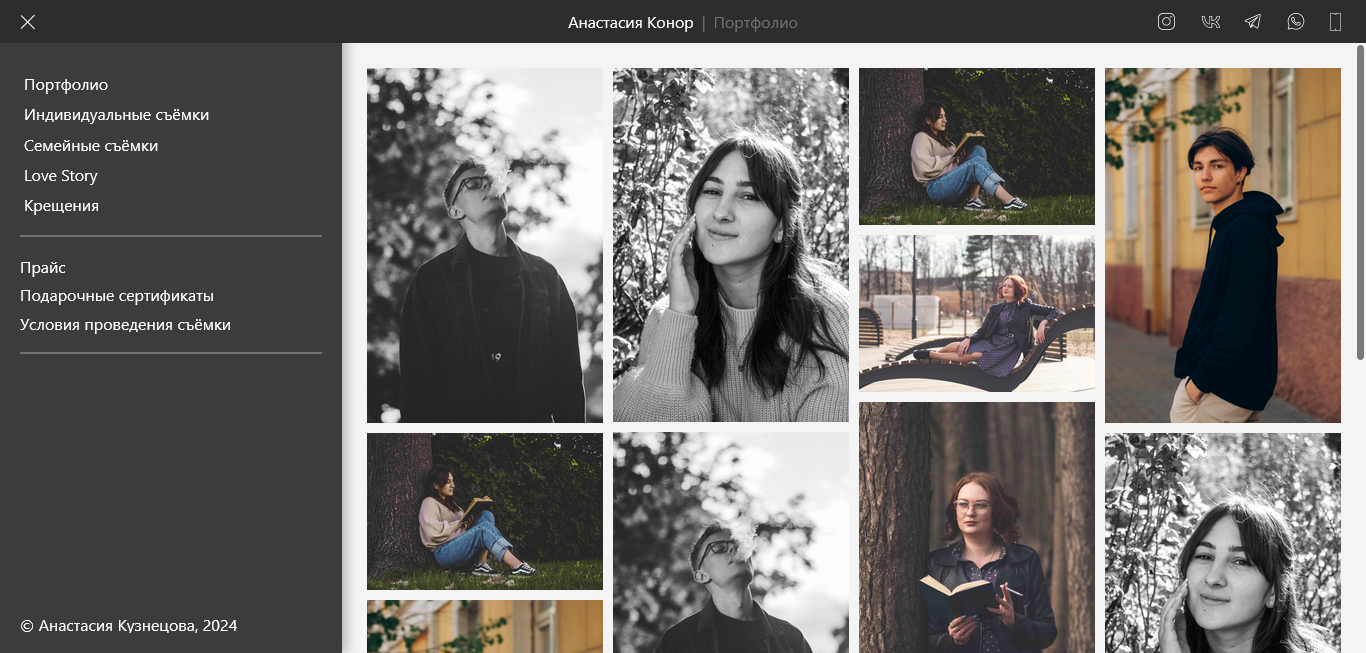 Анастасия Конор | Портфолио
Портфолио
Индивидуальные съёмки
Семейные съёмки
Love Story
Крещения
Прайс
Подарочные сертификаты
Условия проведения съёмки
© Анастасия Кузнецова, 2024